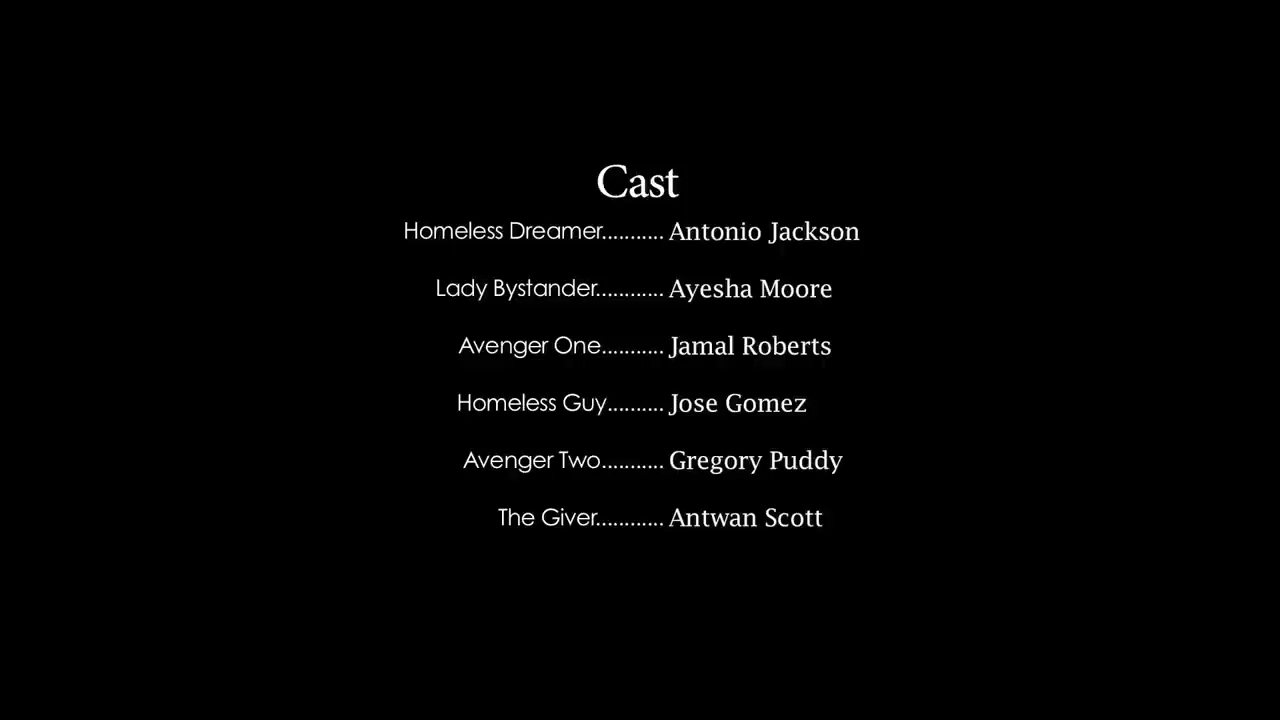 Cast
Homeless Dreamer........... Antonio Jackson
Lady Bystander............ Ayesha Moore
Avenger One........... Jamal Roberts
Homeless Guy.......... Jose Gomez
Avenger Two........... Gregory Puddy
The Giver............ Antwan Scott